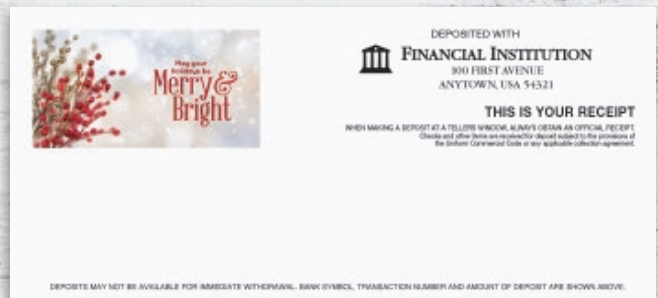 May your
holidays be
Merry &
Bright
DEPOSITED WITH
FINANCIAL INSTITUTION
100 FIRST AVENUE
ANYTOWN, USA 54321
THIS IS YOUR RECEIPT
WHEN MAKING A DEPOSIT AT A TELLERS WINDOW, ALWAYS OBTAIN AN OFFICIAL RECEIPT.
Checks and other items are received for deposit subject to the provisions of
the Uniform Commercial Code or any applicable collection agreement.
DEPOSITS MAY NOT BE AVAILABLE FOR IMMEDIATE WITHDRAWAL. BANK SYMBOL, TRANSACTION NUMBER AND AMOUNT OF DEPOSIT ARE SHOWN ABOVE.